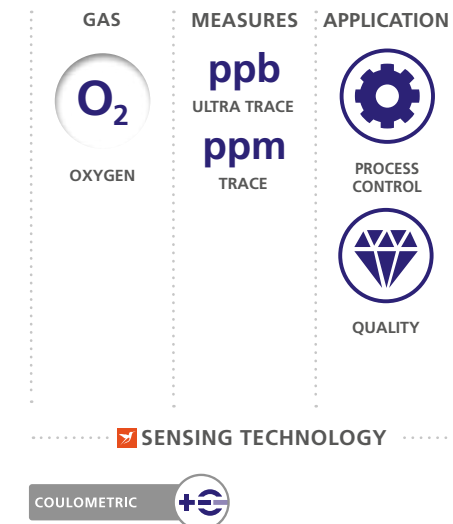 GAS
O₂
OXYGEN
MEASURES
ppb
ULTRA TRACE
ppm
TRACE
APPLICATION
PROCESS
CONTROL
QUALITY
SENSING TECHNOLOGY
COULOMETRIC